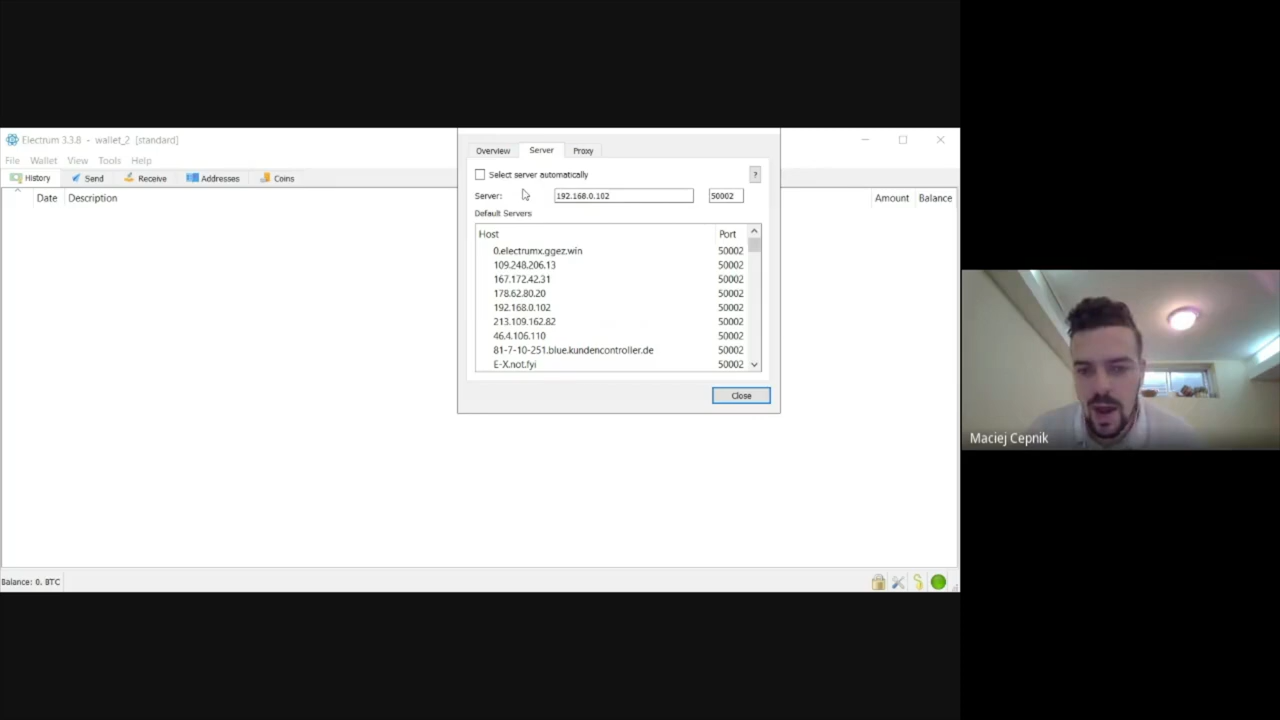 Electrum 3.3.8 - wallet_2 [standard]
File Wallet View Tools Help
History Send Receive Addresses Coins
Date Description Amount Balance
Overview Server Proxy
Select server automatically ?
Server: 192.168.0.102 50002
Default Servers
Host Port
0.electrumx.ggez.win 50002
109.248.206.13 50002
167.172.42.31 50002
178.62.80.20 50002
192.168.0.102 50002
213.109.162.82 50002
46.4.106.110 50002
81-7-10-251.blue.kundencontroller.de 50002
E-X.not.fyi 50002
Close
Maciej Cepnik
Balance: 0. BTC